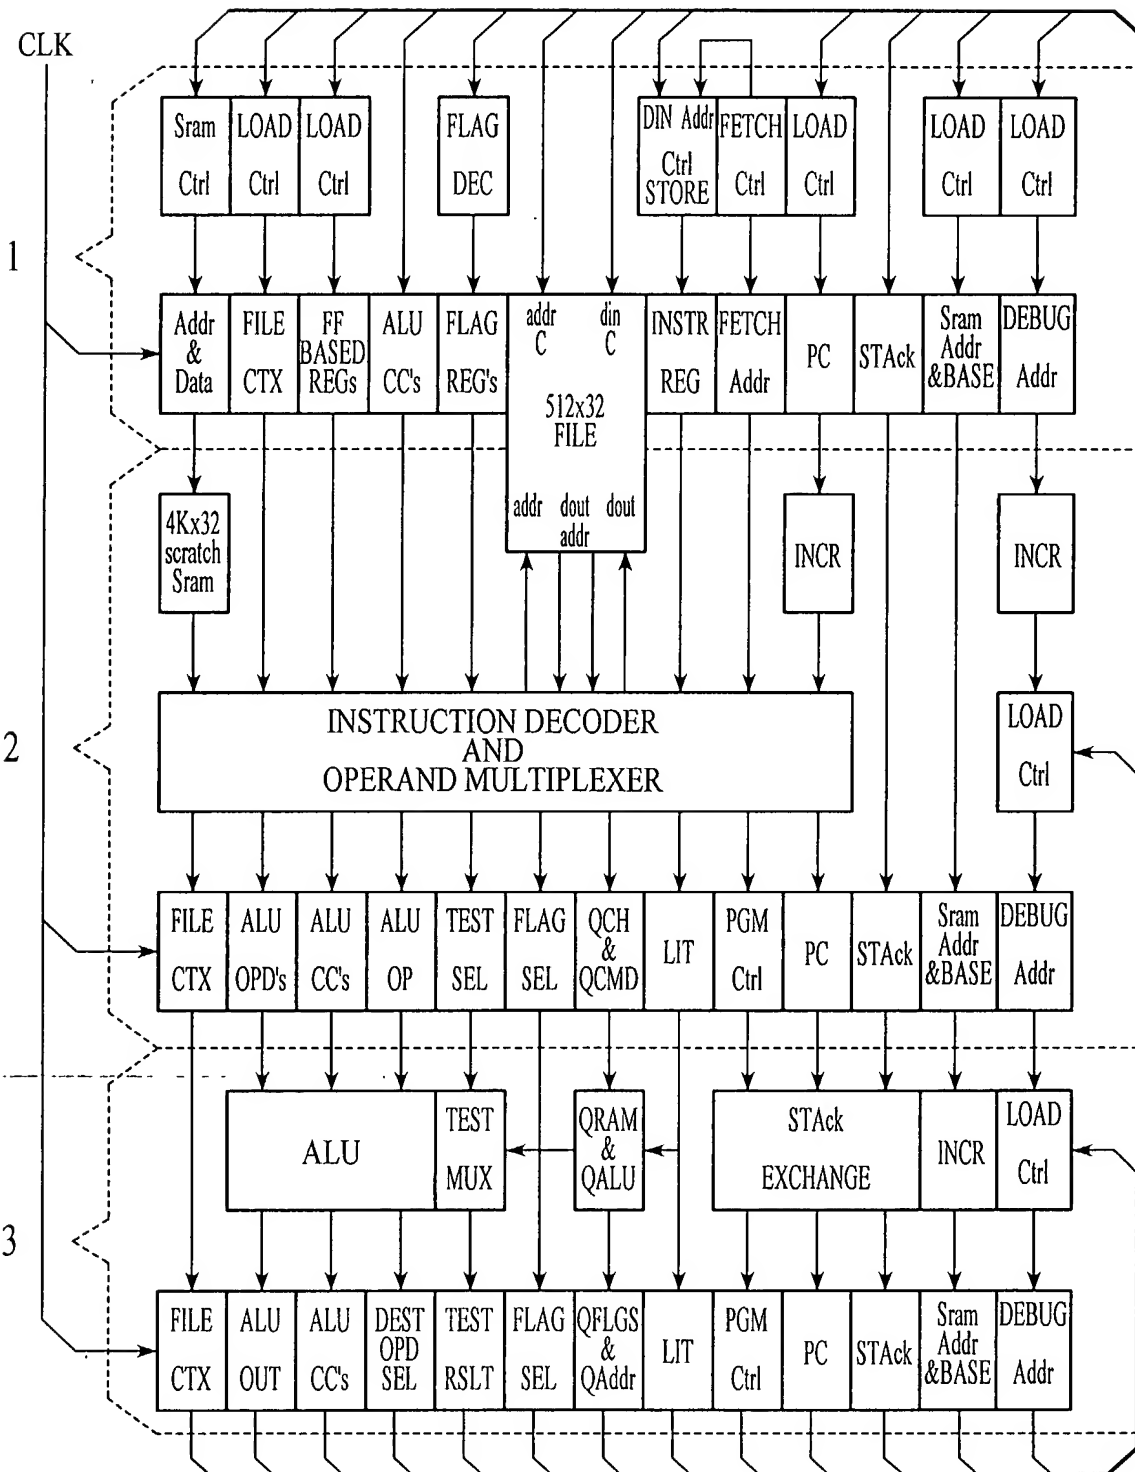 CLK
Sram
Ctrl
LOAD
Ctrl
LOAD
Ctrl
FLAG
DEC
DIN Addr
Ctrl
STORE
FETCH
Ctrl
LOAD
Ctrl
LOAD
Ctrl
LOAD
Ctrl
1
Addr
&
Data
FILE
CTX
FF
BASED
REGs
ALU
CC's
FLAG
REG's
addr
C
din
C
512x32
FILE
addr dout dout
addr
INSTR
REG
FETCH
Addr
PC
STAck
Sram
Addr
&BASE
DEBUG
Addr
4Kx32
scratch
Sram
INCR
INCR
2
INSTRUCTION DECODER
AND
OPERAND MULTIPLEXER
LOAD
Ctrl
FILE
CTX
ALU
OPD's
ALU
CC's
ALU
OP
TEST
SEL
FLAG
SEL
QCH
&
QCMD
LIT
PGM
Ctrl
PC
STAck
Sram
Addr
&BASE
DEBUG
Addr
3
ALU
TEST
MUX
QRAM
&
QALU
STAck
EXCHANGE
INCR
LOAD
Ctrl
FILE
CTX
ALU
OUT
ALU
CC's
DEST
OPD
SEL
TEST
RSLT
FLAG
SEL
QFLGS
&
QAddr
LIT
PGM
Ctrl
PC
STAck
Sram
Addr
&BASE
DEBUG
Addr